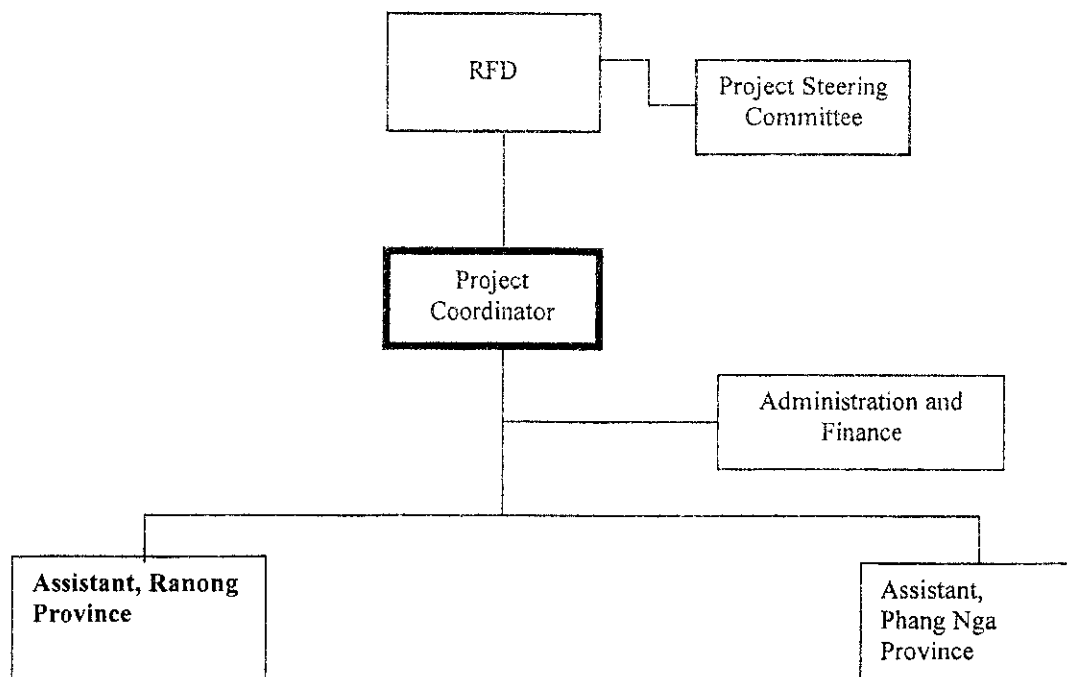 RFD
Project Steering
Committee
Project
Coordinator
Administration and
Finance
Assistant, Ranong
Province
Assistant,
Phang Nga
Province